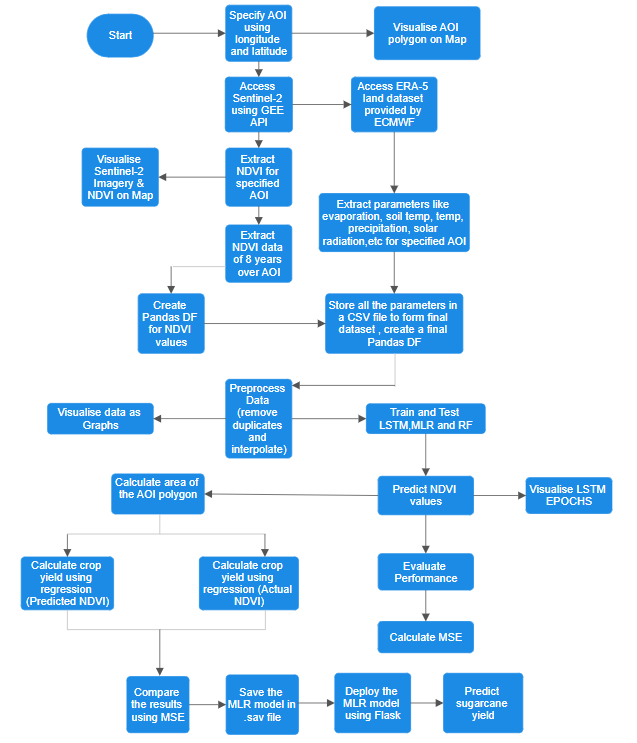 Start
Specify AOI
using
longitude
and latitude
Visualise AOI
polygon on Map
Access
Sentinel-2
using GEE
API
Access ERA-5
land dataset
provided by
ECMWF
Visualise
Sentinel-2
Imagery &
NDVI on Map
Extract
NDVI for
specified
AOI
Extract parameters like
evaporation, soil temp, temp,
precipitation, solar
radiation,etc for specified AOI
Extract
NDVI data
of 8 years
over AOI
Create
Pandas DF
for NDVI
values
Store all the parameters in
a CSV file to form final
dataset , create a final
Pandas DF
Preprocess
Data
(remove
duplicates
and
interpolate)
Visualise data as
Graphs
Train and Test
LSTM,MLR and RF
Calculate area of
the AOI polygon
Predict NDVI
values
Visualise LSTM
EPOCHS
Calculate crop
yield using
regression
(Predicted NDVI)
Calculate crop
yield using
regression (Actual
NDVI)
Evaluate
Performance
Calculate MSE
Compare
the results
using MSE
Save the
MLR model in
.sav file
Deploy the
MLR model
using Flask
Predict
sugarcane
yield